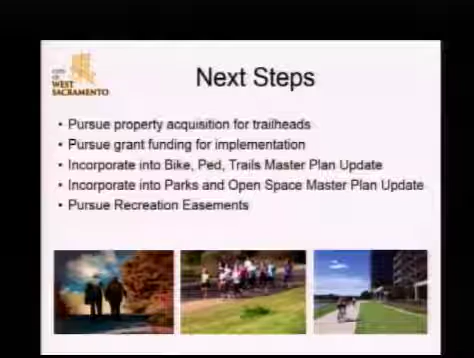 CITY
OF
WEST
SACRAMENTO
Next Steps
• Pursue property acquisition for trailheads
• Pursue grant funding for implementation
• Incorporate into Bike, Ped, Trails Master Plan Update
• Incorporate into Parks and Open Space Master Plan Update
• Pursue Recreation Easements